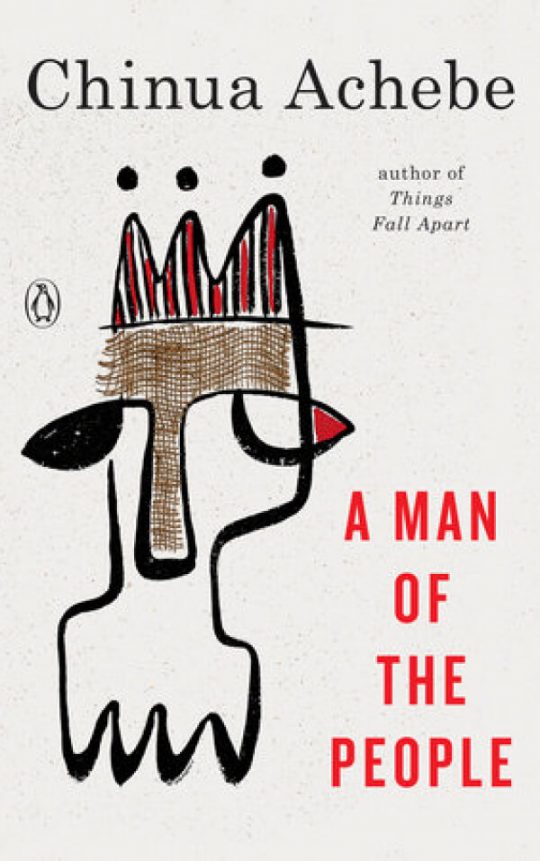 Chinua Achebe
author of
Things
Fall Apart
A MAN
OF
THE
PEOPLE